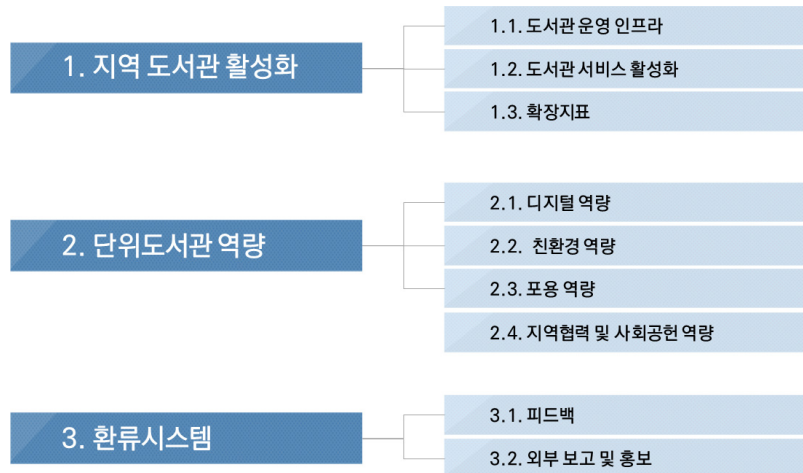 1. 지역 도서관 활성화
1.1. 도서관 운영 인프라
1.2. 도서관 서비스 활성화
1.3. 확장지표
2. 단위도서관 역량
2.1. 디지털 역량
2.2. 친환경 역량
2.3. 포용 역량
2.4. 지역협력 및 사회공헌 역량
3. 환류시스템
3.1. 피드백
3.2. 외부 보고 및 홍보